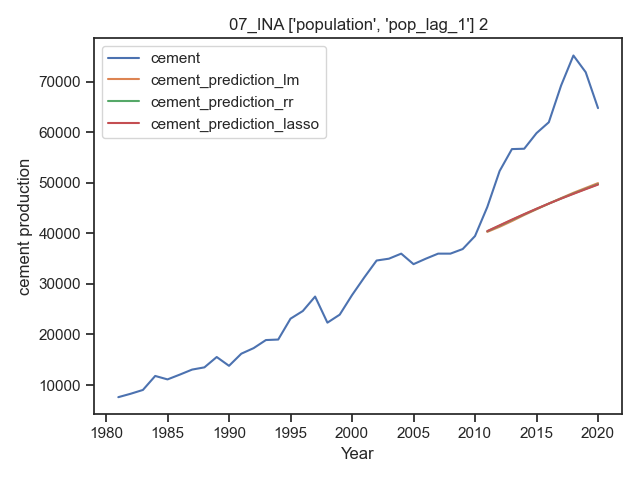 07_INA ['population', 'pop_lag_1'] 2
cement
cement_prediction_lm
cement_prediction_rr
cement_prediction_lasso
cement production
70000
60000
50000
40000
30000
20000
10000
1980 1985 1990 1995 2000 2005 2010 2015 2020
Year